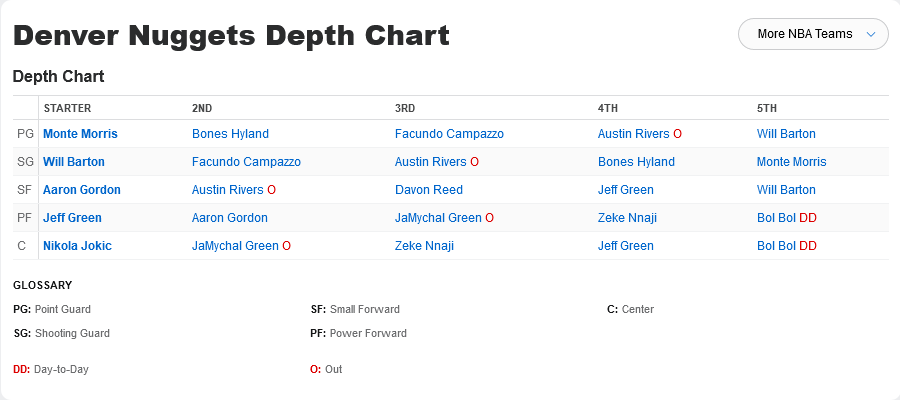 Denver Nuggets Depth Chart
More NBA Teams
Depth Chart
STARTER 2ND 3RD 4TH 5TH
PG Monte Morris Bones Hyland Facundo Campazzo Austin Rivers O Will Barton
SG Will Barton Facundo Campazzo Austin Rivers O Bones Hyland Monte Morris
SF Aaron Gordon Austin Rivers O Davon Reed Jeff Green Will Barton
PF Jeff Green Aaron Gordon JaMychal Green O Zeke Nnaji Bol Bol DD
C Nikola Jokic JaMychal Green O Zeke Nnaji Jeff Green Bol Bol DD
GLOSSARY
PG: Point Guard SF: Small Forward C: Center
SG: Shooting Guard PF: Power Forward
DD: Day-to-Day O: Out